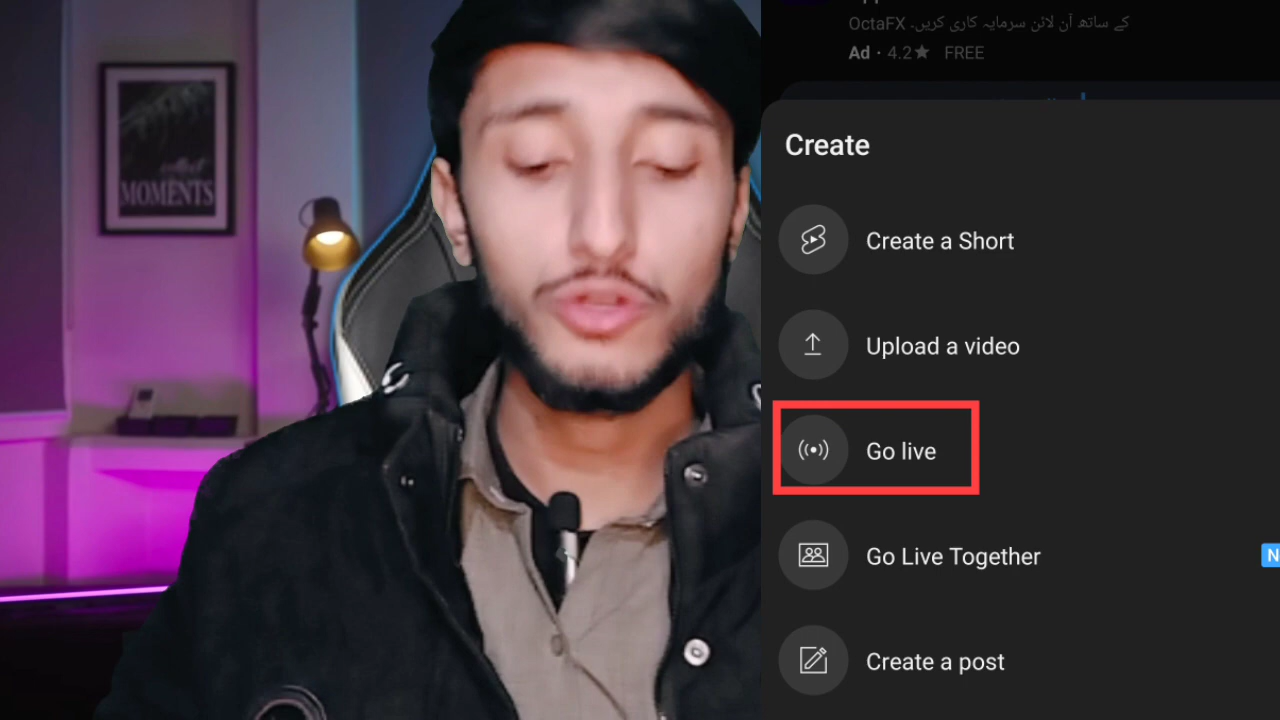 collect
MOMENTS
OctaFX کے ساتھ آن لائن سرمایہ کاری کریں۔
Ad · 4.2★ FREE
Create
Create a Short
Upload a video
Go live
Go Live Together
Create a post